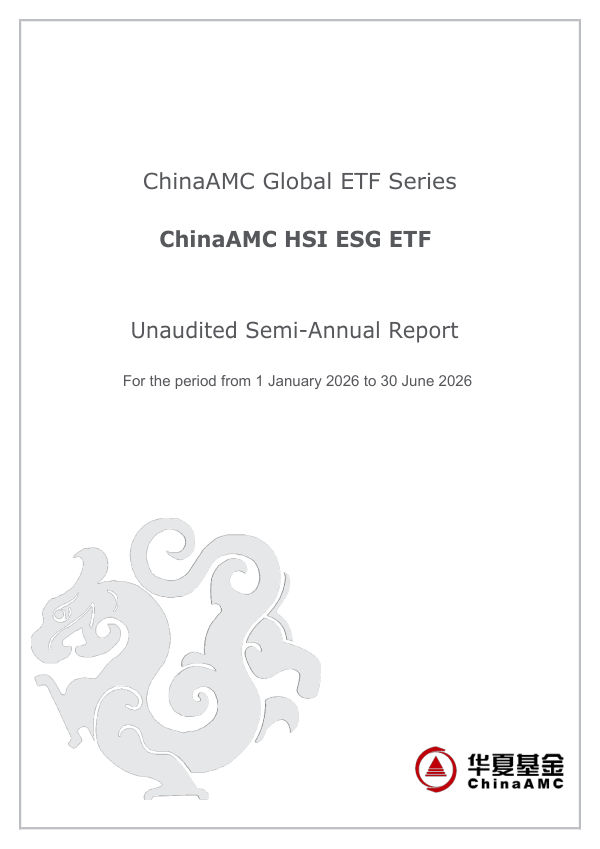 ChinaAMC Global ETF Series
ChinaAMC HSI ESG ETF
Unaudited Semi-Annual Report
For the period from 1 January 2026 to 30 June 2026
华夏基金
ChinaAMC